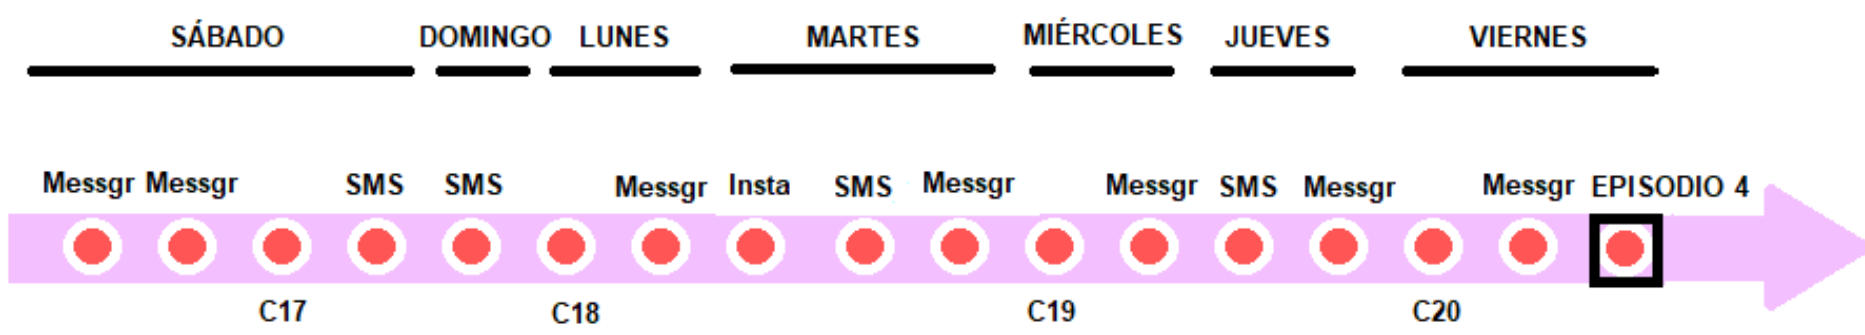 SÁBADO DOMINGO LUNES MARTES MIÉRCOLES JUEVES VIERNES
Messgr Messgr SMS SMS Messgr Insta SMS Messgr Messgr SMS Messgr Messgr EPISODIO 4
C17 C18 C19 C20